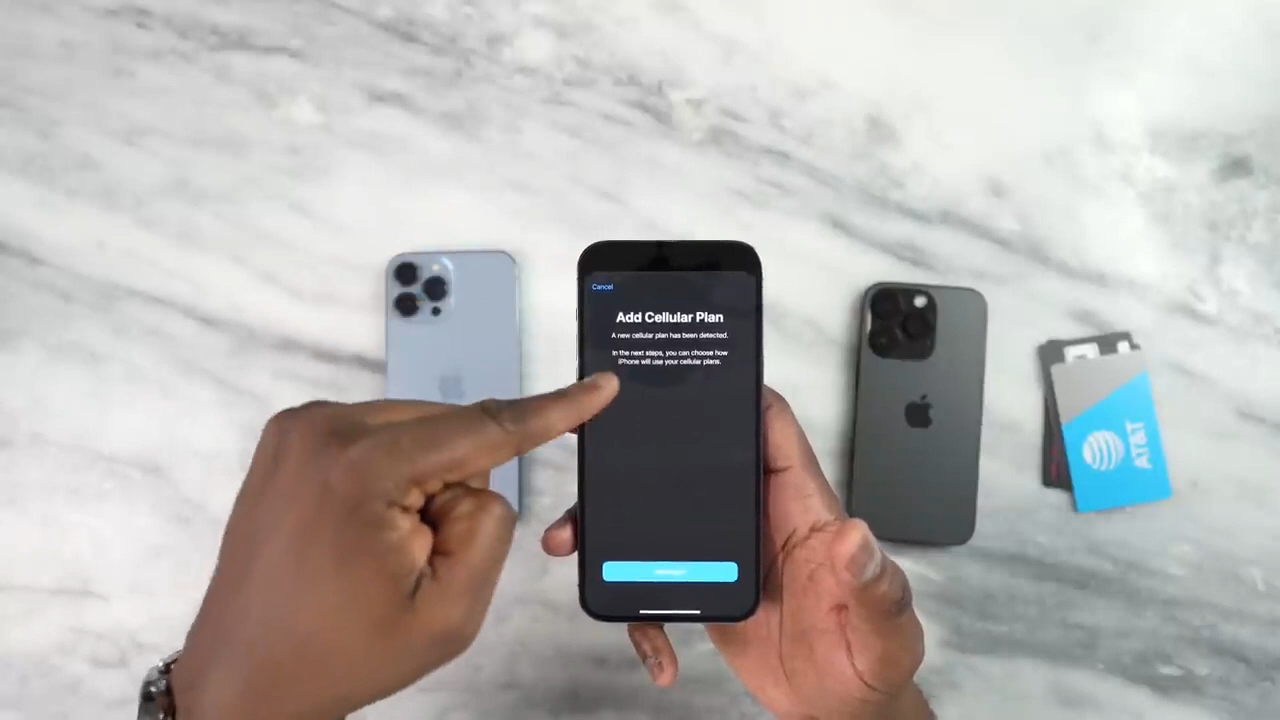 Cancel
Add Cellular Plan
A new cellular plan has been detected.
In the next steps, you can choose how
iPhone will use your cellular plans.
AT&T